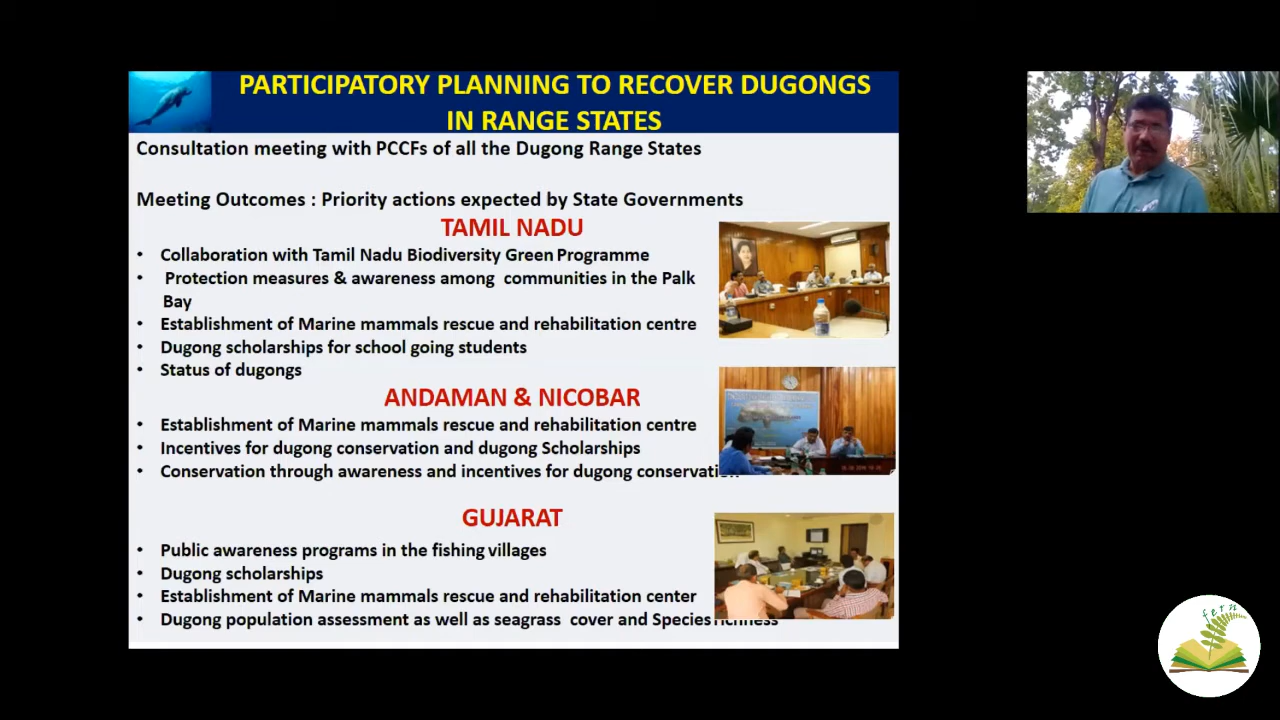 PARTICIPATORY PLANNING TO RECOVER DUGONGS
IN RANGE STATES
Consultation meeting with PCCFs of all the Dugong Range States
Meeting Outcomes : Priority actions expected by State Governments
TAMIL NADU
• Collaboration with Tamil Nadu Biodiversity Green Programme
• Protection measures & awareness among communities in the Palk
Bay
• Establishment of Marine mammals rescue and rehabilitation centre
• Dugong scholarships for school going students
• Status of dugongs
ANDAMAN & NICOBAR
• Establishment of Marine mammals rescue and rehabilitation centre
• Incentives for dugong conservation and dugong Scholarships
• Conservation through awareness and incentives for dugong conservation
GUJARAT
• Public awareness programs in the fishing villages
• Dugong scholarships
• Establishment of Marine mammals rescue and rehabilitation center
• Dugong population assessment as well as seagrass cover and Species richness
fern